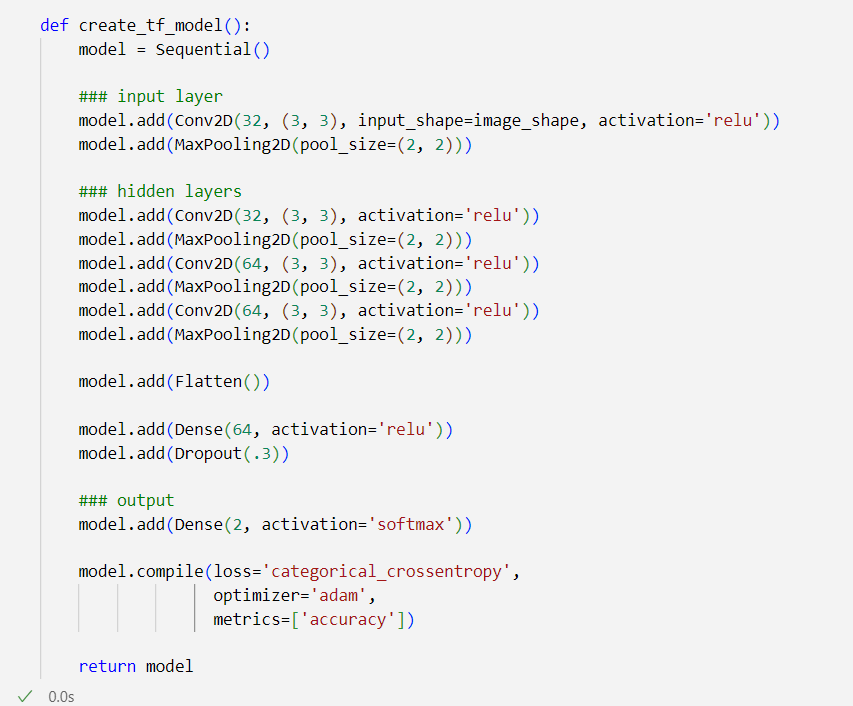 def create_tf_model():
    model = Sequential()

    ### input layer
    model.add(Conv2D(32, (3, 3), input_shape=image_shape, activation='relu'))
    model.add(MaxPooling2D(pool_size=(2, 2)))

    ### hidden layers
    model.add(Conv2D(32, (3, 3), activation='relu'))
    model.add(MaxPooling2D(pool_size=(2, 2)))
    model.add(Conv2D(64, (3, 3), activation='relu'))
    model.add(MaxPooling2D(pool_size=(2, 2)))
    model.add(Conv2D(64, (3, 3), activation='relu'))
    model.add(MaxPooling2D(pool_size=(2, 2)))

    model.add(Flatten())

    model.add(Dense(64, activation='relu'))
    model.add(Dropout(.3))

    ### output
    model.add(Dense(2, activation='softmax'))

    model.compile(loss='categorical_crossentropy',
                  optimizer='adam',
                  metrics=['accuracy'])

    return model
0.0s